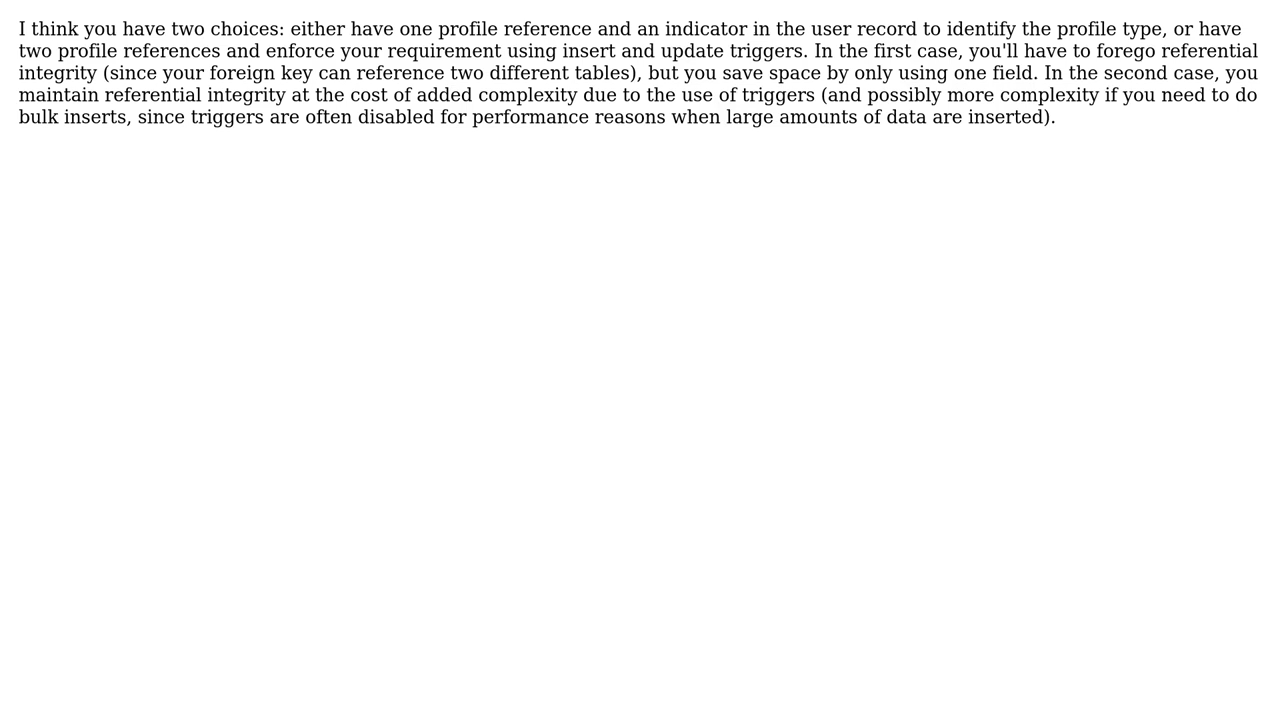 I think you have two choices: either have one profile reference and an indicator in the user record to identify the profile type, or have
two profile references and enforce your requirement using insert and update triggers. In the first case, you'll have to forego referential
integrity (since your foreign key can reference two different tables), but you save space by only using one field. In the second case, you
maintain referential integrity at the cost of added complexity due to the use of triggers (and possibly more complexity if you need to do
bulk inserts, since triggers are often disabled for performance reasons when large amounts of data are inserted).